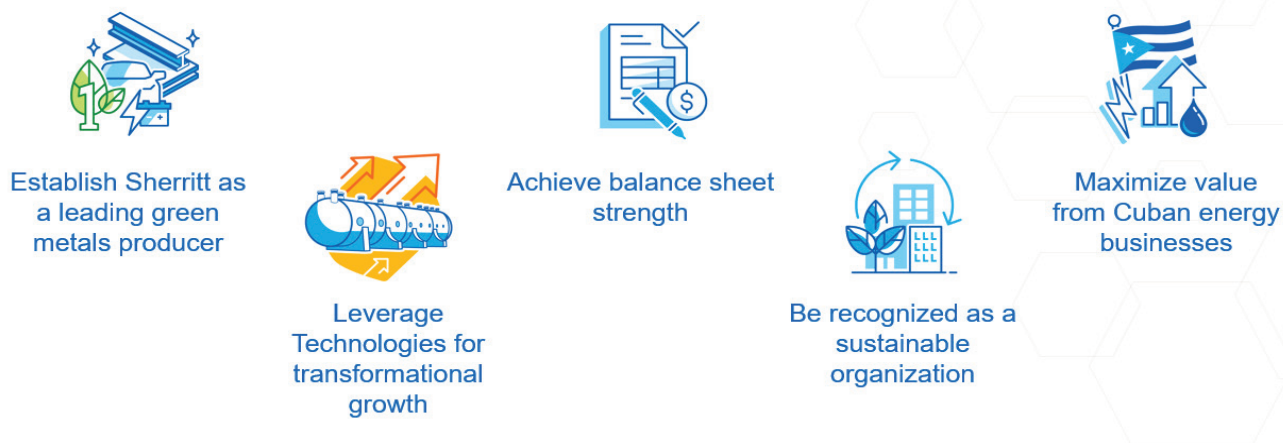 Establish Sherritt as
a leading green
metals producer
Leverage
Technologies for
transformational
growth
Achieve balance sheet
strength
Be recognized as a
sustainable
organization
Maximize value
from Cuban energy
businesses